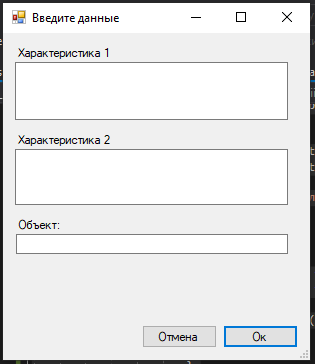 Введите данные
Характеристика 1
Характеристика 2
Объект:
Отмена
Ок